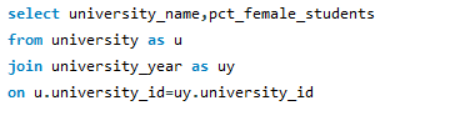 select university_name,pct_female_students
from university as u
join university_year as uy
on u.university_id=uy.university_id